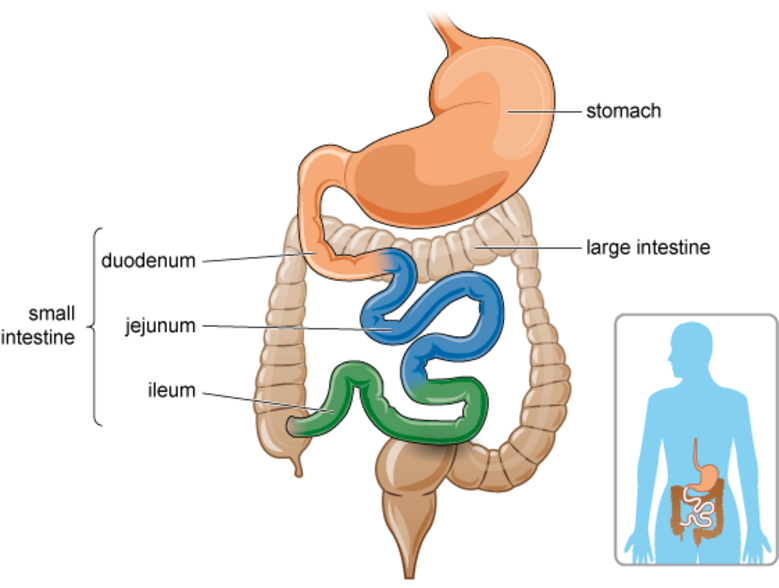 stomach
large intestine
duodenum
small
intestine
jejunum
ileum